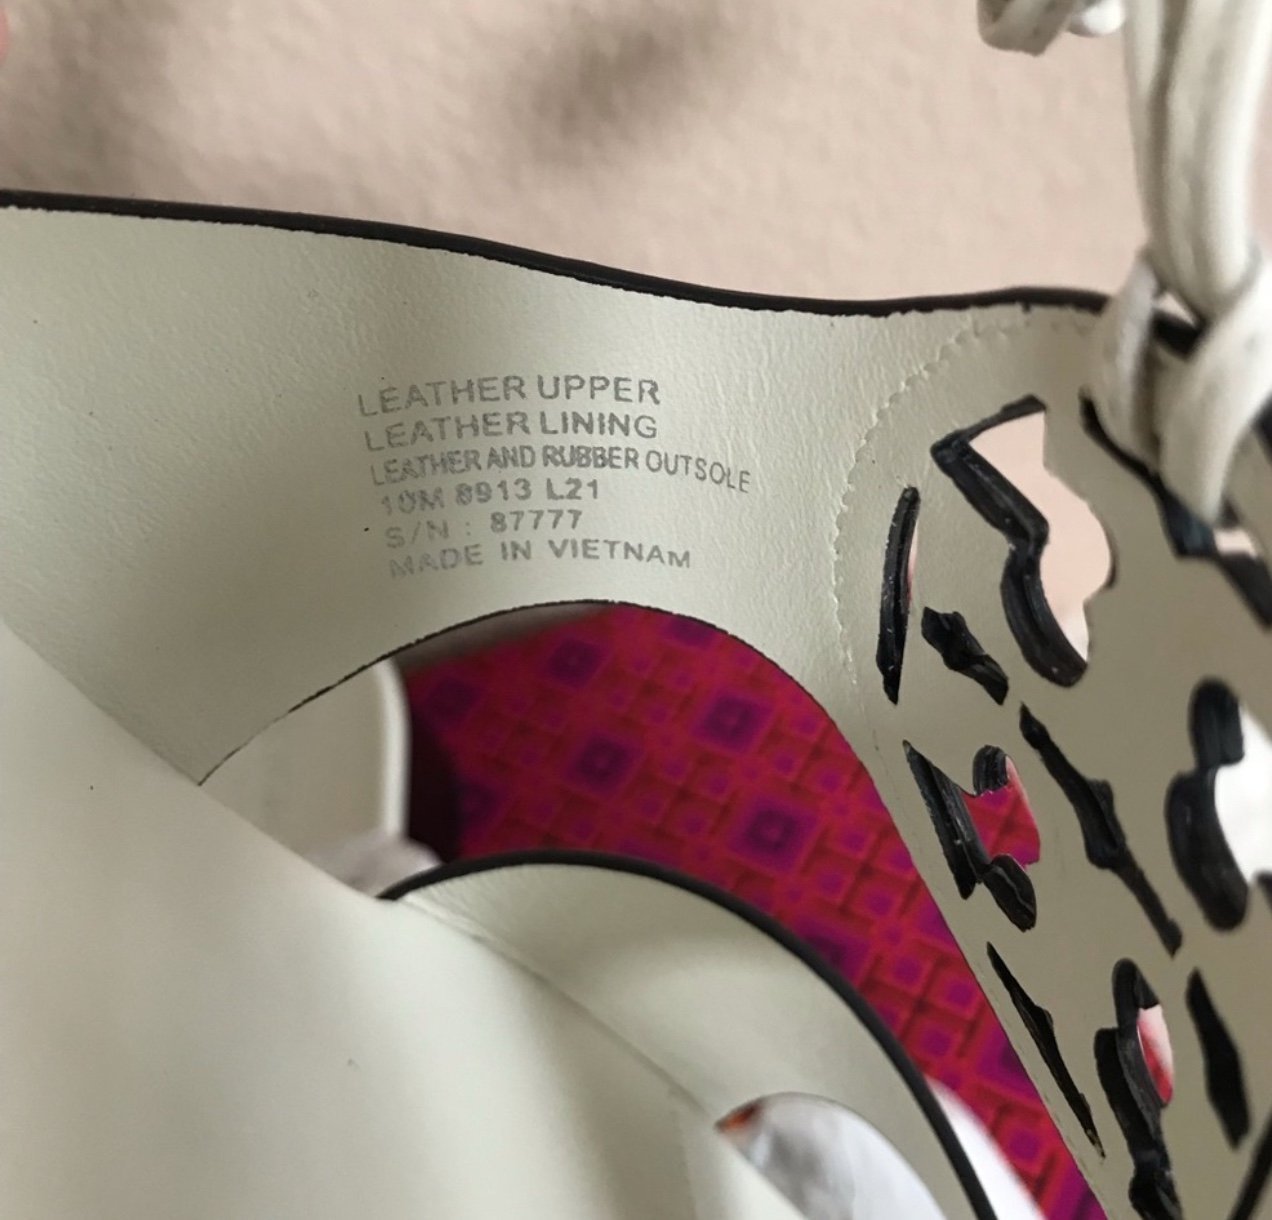 LEATHER UPPER
LEATHER LINING
LEATHER AND RUBBER OUTSOLE
10M 8913 L21
S/N : 87777
MADE IN VIETNAM